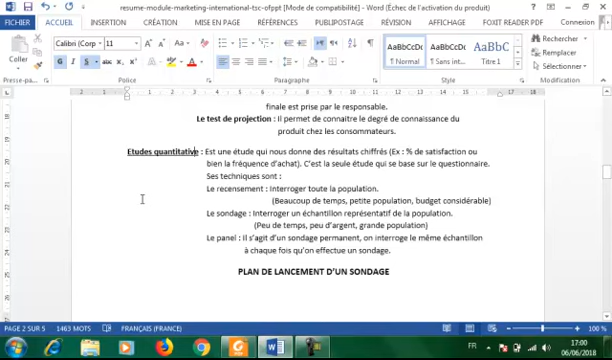 resume-module-marketing-international-tsc-ofppt [Mode de compatibilité] - Word (Échec de l'activation du produit)
FICHIER ACCUEIL INSERTION CRÉATION MISE EN PAGE RÉFÉRENCES PUBLIPOSTAGE RÉVISION AFFICHAGE FOXIT READER PDF Connexion
Coller
Calibri (Corp 11
G I S
AaBbCcDc AaBbCcDc AaBbC
¶ Normal ¶ Sans int... Titre 1
Rechercher
Remplacer
Sélectionner
Presse-pa... Police Paragraphe Style Modification
finale est prise par le responsable.
Le test de projection : Il permet de connaitre le degré de connaissance du
produit chez les consommateurs.
Etudes quantitative : Est une étude qui nous donne des résultats chiffrés (Ex : % de satisfaction ou
bien la fréquence d'achat). C'est la seule étude qui se base sur le questionnaire.
Ses techniques sont :
Le recensement : Interroger toute la population.
(Beaucoup de temps, petite population, budget considérable)
Le sondage : Interroger un échantillon représentatif de la population.
(Peu de temps, peu d'argent, grande population)
Le panel : il s'agit d'un sondage permanent, on interroge le même échantillon
à chaque fois qu'on effectue un sondage.
PLAN DE LANCEMENT D'UN SONDAGE
PAGE 2 SUR 5 1463 MOTS FRANÇAIS (FRANCE) 100 %
FR 17:00
06/06/2018